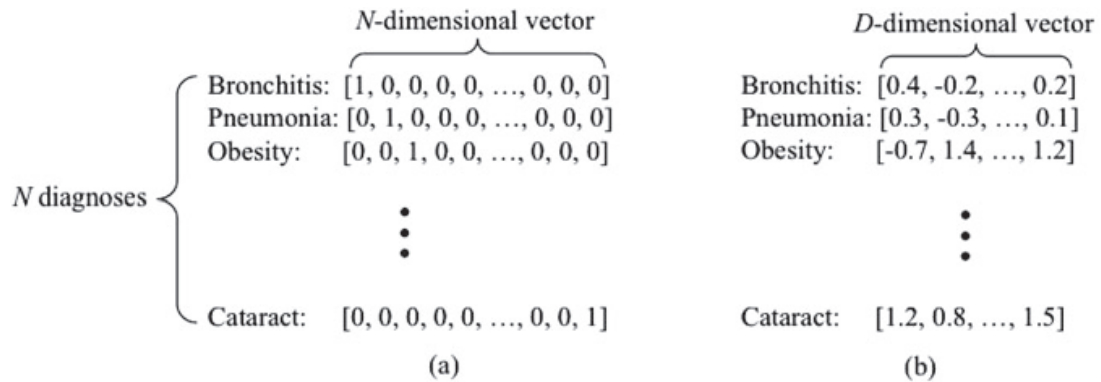 N-dimensional vector
Bronchitis: [1, 0, 0, 0, 0, …, 0, 0, 0]
Pneumonia: [0, 1, 0, 0, 0, …, 0, 0, 0]
Obesity: [0, 0, 1, 0, 0, …, 0, 0, 0]
N diagnoses
Cataract: [0, 0, 0, 0, 0, …, 0, 0, 1]
(a)
D-dimensional vector
Bronchitis: [0.4, -0.2, …, 0.2]
Pneumonia: [0.3, -0.3, …, 0.1]
Obesity: [-0.7, 1.4, …, 1.2]
Cataract: [1.2, 0.8, …, 1.5]
(b)